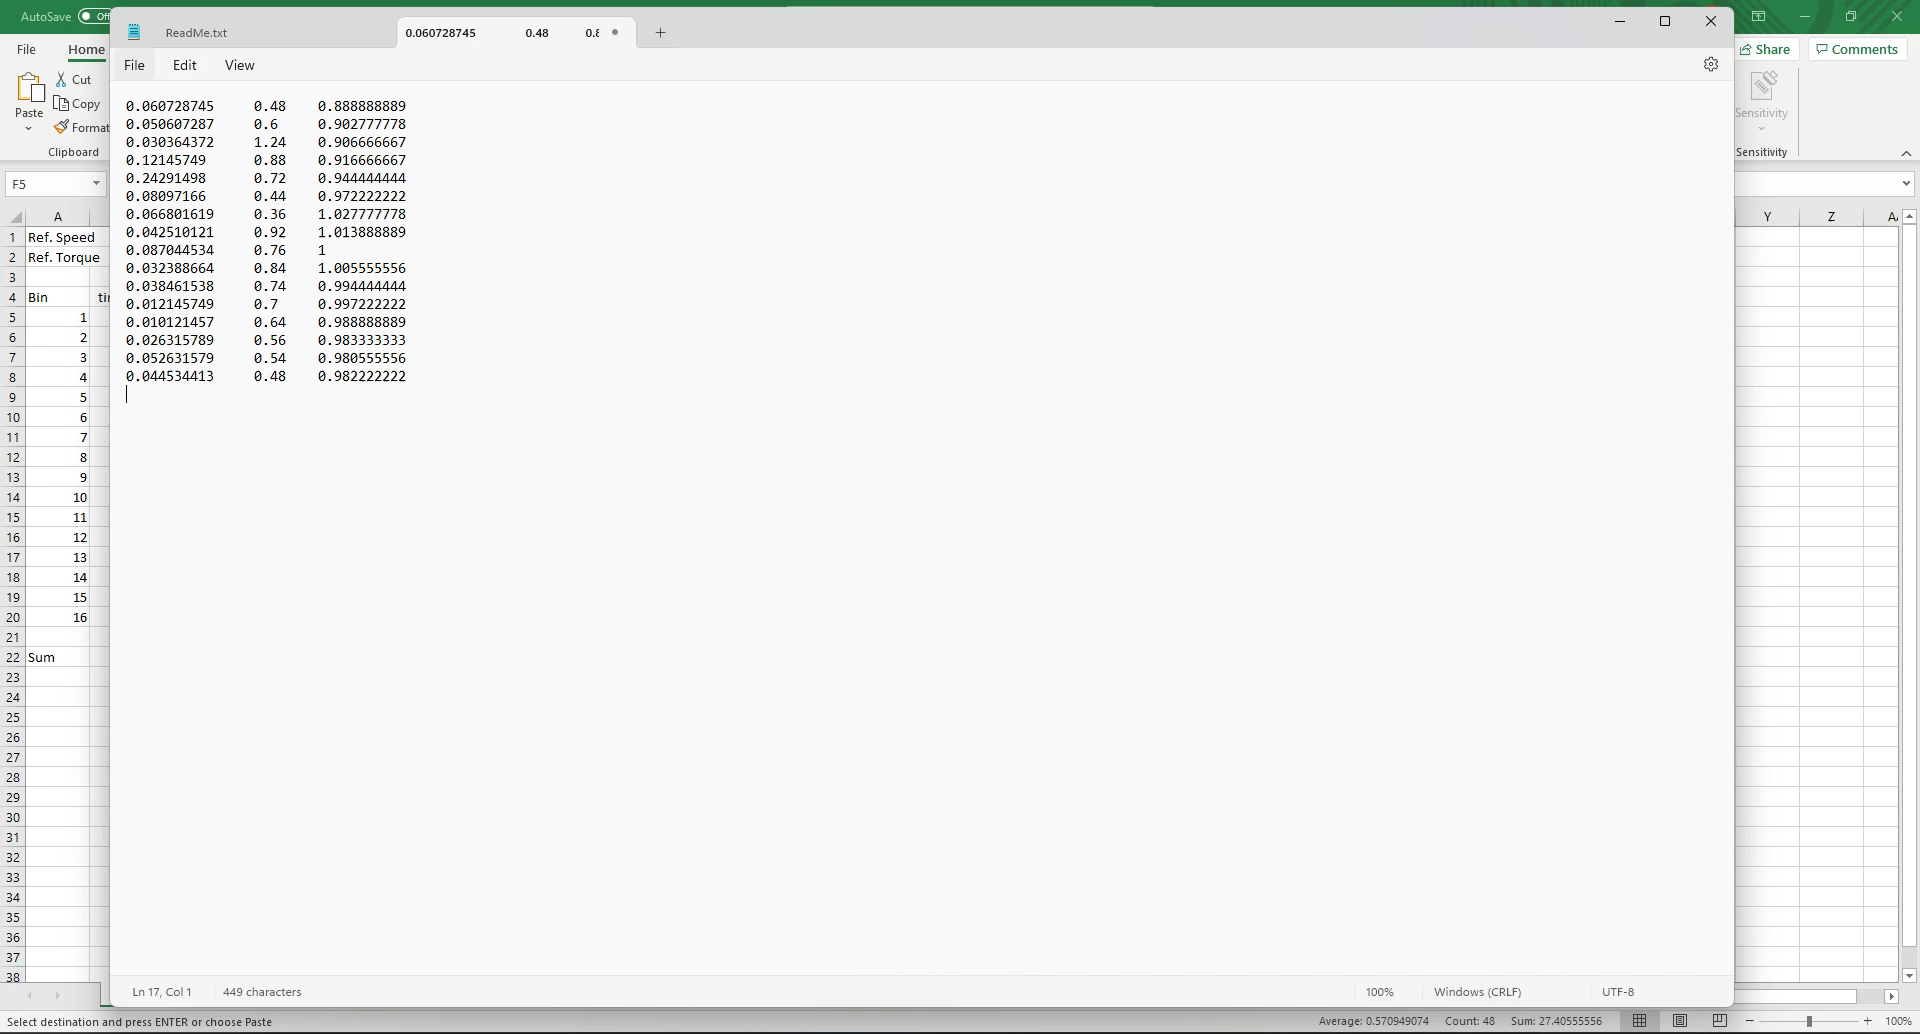 AutoSave Off
ReadMe.txt
0.060728745 0.48 0.8
File Home
File Edit View
Share Comments
Cut
Copy
Paste
Format
Clipboard
Sensitivity
Sensitivity
F5
A
Y Z
0.060728745 0.48 0.888888889
0.050607287 0.6 0.902777778
0.030364372 1.24 0.906666667
0.12145749 0.88 0.916666667
0.24291498 0.72 0.944444444
0.08097166 0.44 0.972222222
0.066801619 0.36 1.027777778
0.042510121 0.92 1.013888889
0.087044534 0.76 1
0.032388664 0.84 1.005555556
0.038461538 0.74 0.994444444
0.012145749 0.7 0.997222222
0.010121457 0.64 0.988888889
0.026315789 0.56 0.983333333
0.052631579 0.54 0.980555556
0.044534413 0.48 0.982222222
1 Ref. Speed
2 Ref. Torque
3
4 Bin
5 1
6 2
7 3
8 4
9 5
10 6
11 7
12 8
13 9
14 10
15 11
16 12
17 13
18 14
19 15
20 16
21
22 Sum
23
24
25
26
27
28
29
30
31
32
33
34
35
36
37
38
Ln 17, Col 1 449 characters 100% Windows (CRLF) UTF-8
Select destination and press ENTER or choose Paste Average: 0.570949074 Count: 48 Sum: 27.40555556 100%